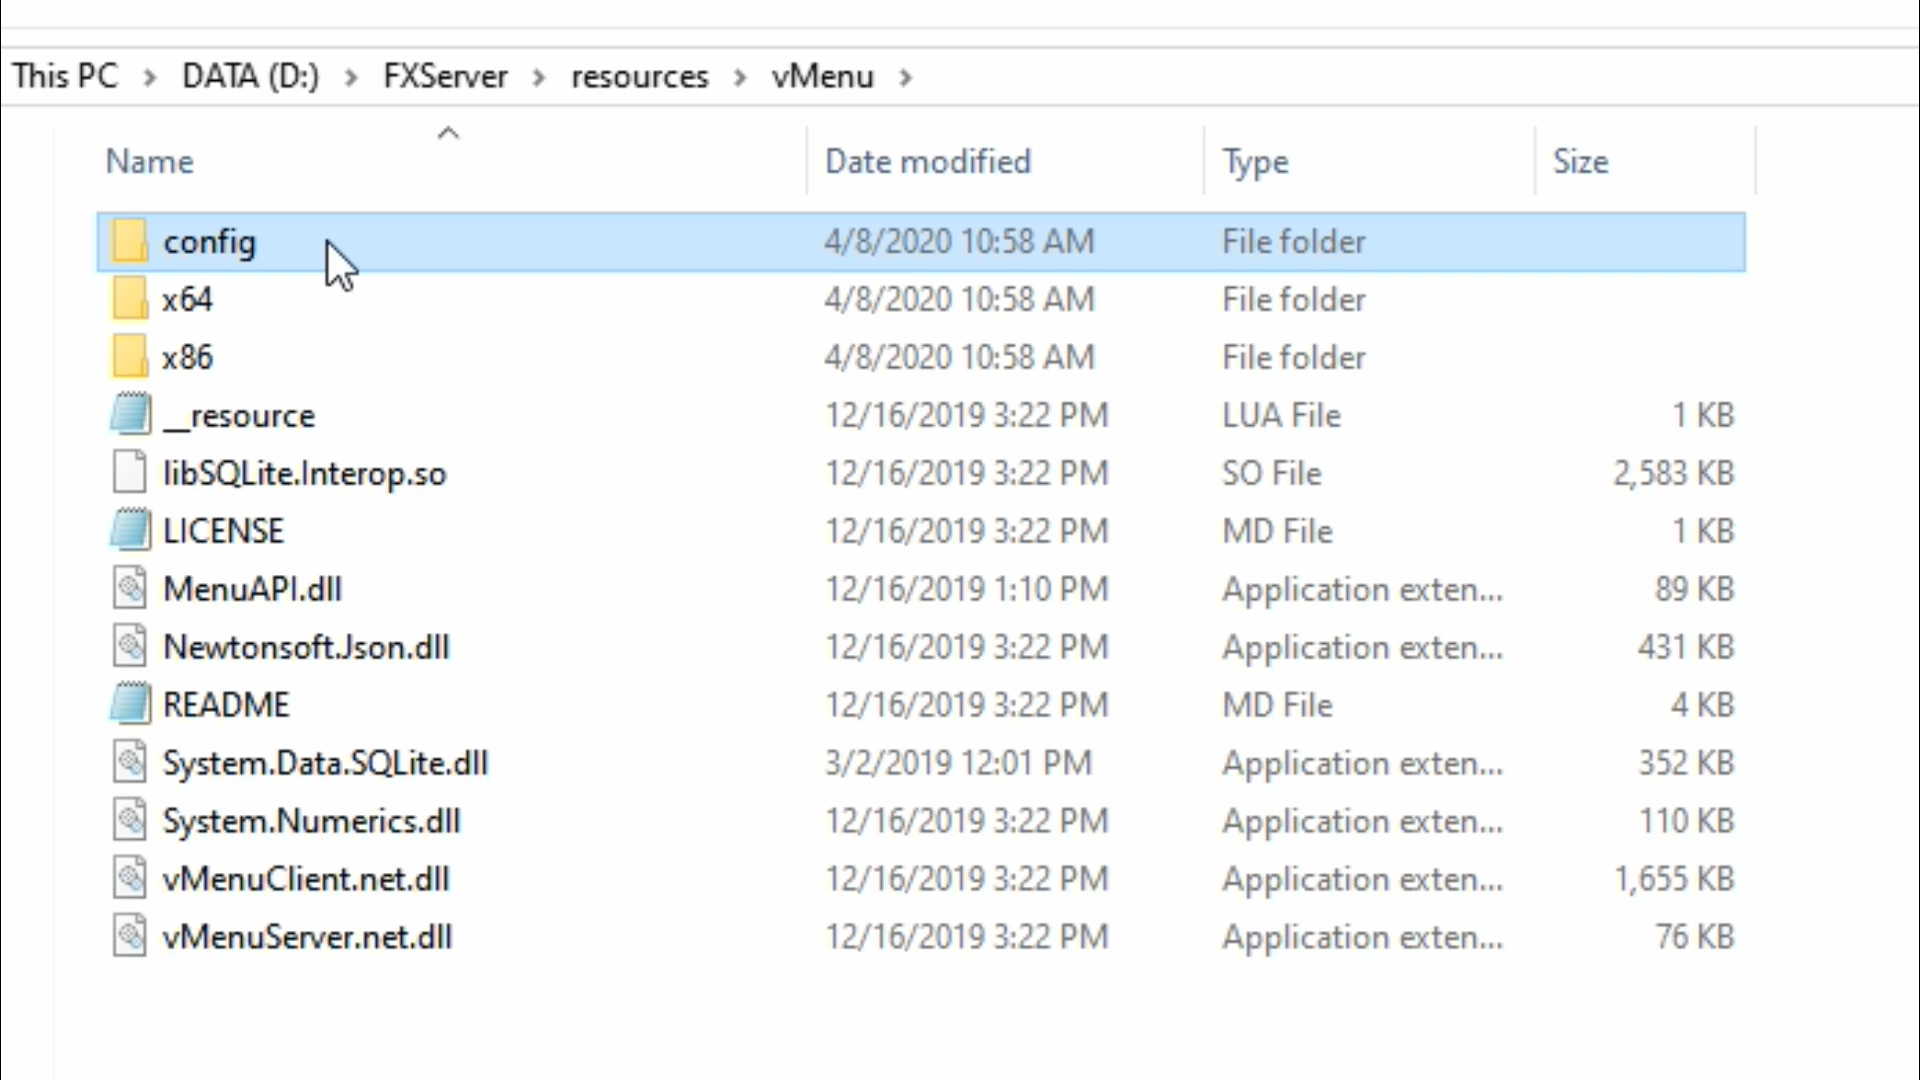 This PC > DATA (D:) > FXServer > resources > vMenu >
Name Date modified Type Size
config 4/8/2020 10:58 AM File folder
x64 4/8/2020 10:58 AM File folder
x86 4/8/2020 10:58 AM File folder
__resource 12/16/2019 3:22 PM LUA File 1 KB
libSQLite.Interop.so 12/16/2019 3:22 PM SO File 2,583 KB
LICENSE 12/16/2019 3:22 PM MD File 1 KB
MenuAPI.dll 12/16/2019 1:10 PM Application exten... 89 KB
Newtonsoft.Json.dll 12/16/2019 3:22 PM Application exten... 431 KB
README 12/16/2019 3:22 PM MD File 4 KB
System.Data.SQLite.dll 3/2/2019 12:01 PM Application exten... 352 KB
System.Numerics.dll 12/16/2019 3:22 PM Application exten... 110 KB
vMenuClient.net.dll 12/16/2019 3:22 PM Application exten... 1,655 KB
vMenuServer.net.dll 12/16/2019 3:22 PM Application exten... 76 KB